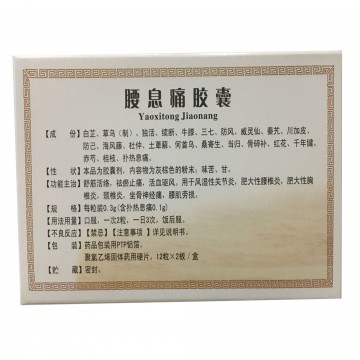 腰息痛胶囊
Yaoxitong Jiaonang
【成 份】白芷、草乌（制）、独活、续断、牛膝、三七、防风、威灵仙、秦艽、川加皮、
防己、海风藤、杜仲、土萆薢、何首乌、桑寄生、当归、骨碎补、红花、千年健、
赤芍、桂枝、扑热息痛。
【性 状】本品为胶囊剂，内容物为灰棕色的粉末；味苦、甘。
【功能主治】舒筋活络，祛瘀止痛，活血驱风，用于风湿性关节炎，肥大性腰椎炎，肥大性胸
椎炎，颈椎炎，坐骨神经痛，腰肌劳损。
【规 格】每粒装0.3g(含扑热息痛0.1g)
【用法用量】口服，一次2粒，一日3次，饭后服。
【不良反应】【禁忌】【注意事项】详见说明书。
【包 装】药品包装用PTP铝箔，
聚氯乙烯固体药用硬片，12粒×2板／盒
【贮 藏】密封。